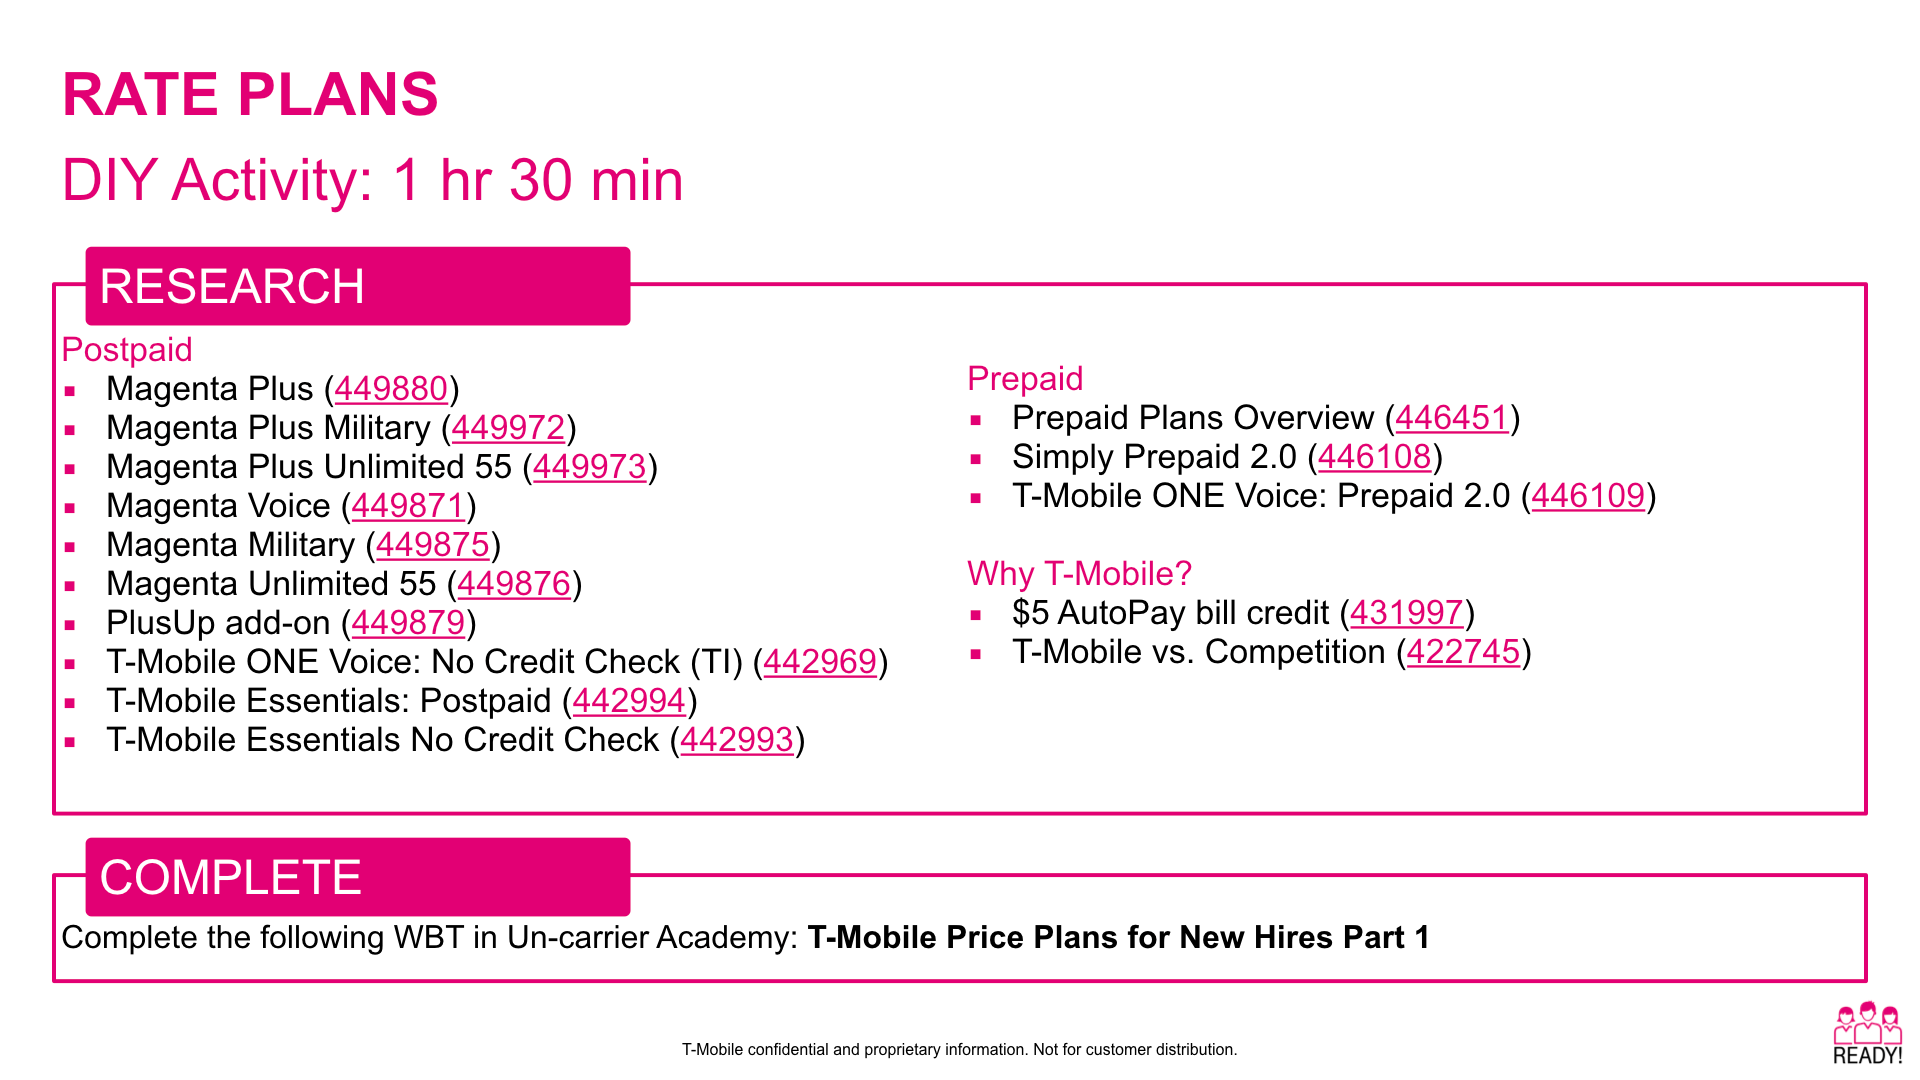 RATE PLANS
DIY Activity: 1 hr 30 min
RESEARCH
Postpaid
▪ Magenta Plus (449880)
▪ Magenta Plus Military (449972)
▪ Magenta Plus Unlimited 55 (449973)
▪ Magenta Voice (449871)
▪ Magenta Military (449875)
▪ Magenta Unlimited 55 (449876)
▪ PlusUp add-on (449879)
▪ T-Mobile ONE Voice: No Credit Check (TI) (442969)
▪ T-Mobile Essentials: Postpaid (442994)
▪ T-Mobile Essentials No Credit Check (442993)
Prepaid
▪ Prepaid Plans Overview (446451)
▪ Simply Prepaid 2.0 (446108)
▪ T-Mobile ONE Voice: Prepaid 2.0 (446109)
Why T-Mobile?
▪ $5 AutoPay bill credit (431997)
▪ T-Mobile vs. Competition (422745)
COMPLETE
Complete the following WBT in Un-carrier Academy: T-Mobile Price Plans for New Hires Part 1
T-Mobile confidential and proprietary information. Not for customer distribution.
READY!